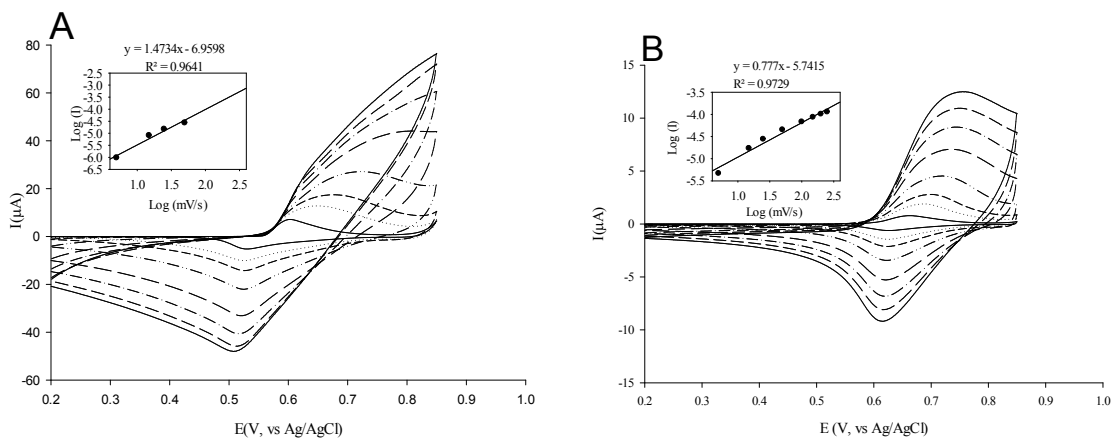 A
y = 1.4734x - 6.9598
R² = 0.9641
80
60
40
20
0
-20
-40
-60
I(μA)
-2.5
-3.0
-3.5
-4.0
-4.5
-5.0
-5.5
-6.0
-6.5
Log (I)
1.0 1.5 2.0 2.5
Log (mV/s)
0.2 0.3 0.4 0.5 0.6 0.7 0.8 0.9 1.0
E(V, vs Ag/AgCl)
B
y = 0.777x - 5.7415
R² = 0.9729
15
10
5
0
-5
-10
-15
I(μA)
-3.5
-4.0
-4.5
-5.0
-5.5
Log (I)
1.0 1.5 2.0 2.5
Log (mV/s)
0.2 0.3 0.4 0.5 0.6 0.7 0.8 0.9 1.0
E (V, vs Ag/AgCl)